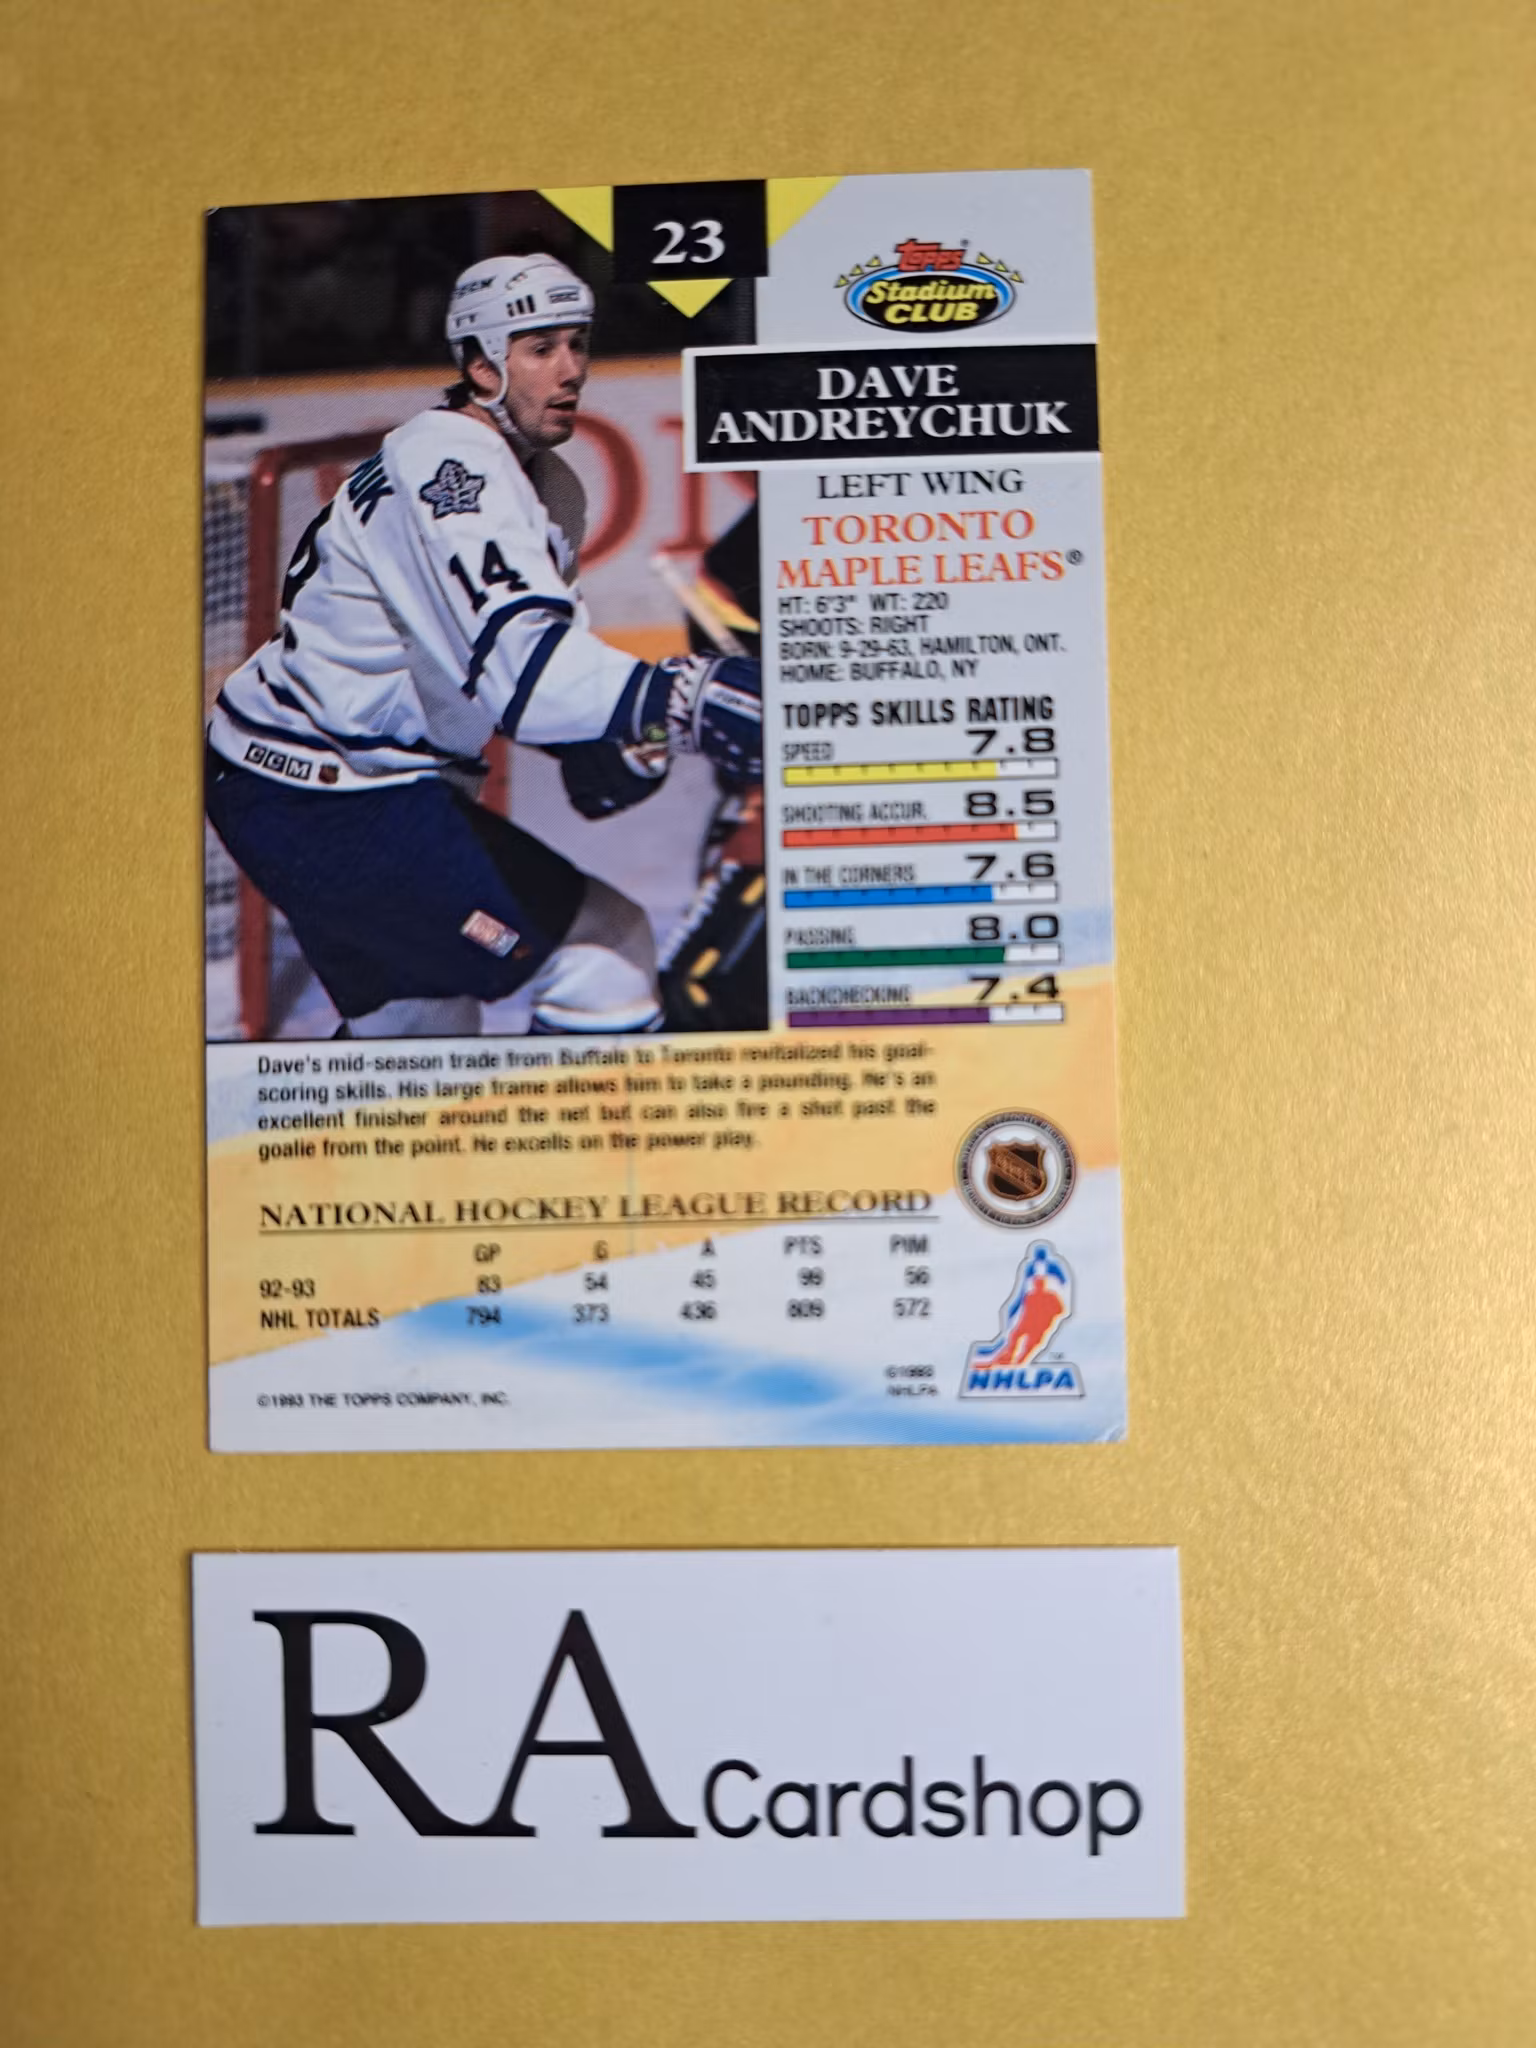 23
TOPPS
Stadium
CLUB
DAVE
ANDREYCHUK
LEFT WING
TORONTO
MAPLE LEAFS®
HT: 6'3" WT: 220
SHOOTS: RIGHT
BORN: 9-29-63, HAMILTON, ONT.
HOME: BUFFALO, NY
TOPPS SKILLS RATING
SPEED 7.8
SHOOTING ACCUR. 8.5
IN THE CORNERS 7.6
PASSING 8.0
BACKCHECKING 7.4
14
CCM
Dave's mid-season trade from Buffalo to Toronto revitalized his goal-
scoring skills. His large frame allows him to take a pounding. He's an
excellent finisher around the net but can also fire a shot past the
goalie from the point. He excells on the power play.
NATIONAL HOCKEY LEAGUE RECORD
GP G A PTS PIM
92-93 83 54 45 99 56
NHL TOTALS 794 373 436 809 572
©1993 THE TOPPS COMPANY, INC.
©1993
NHLPA
NHLPA
RA Cardshop